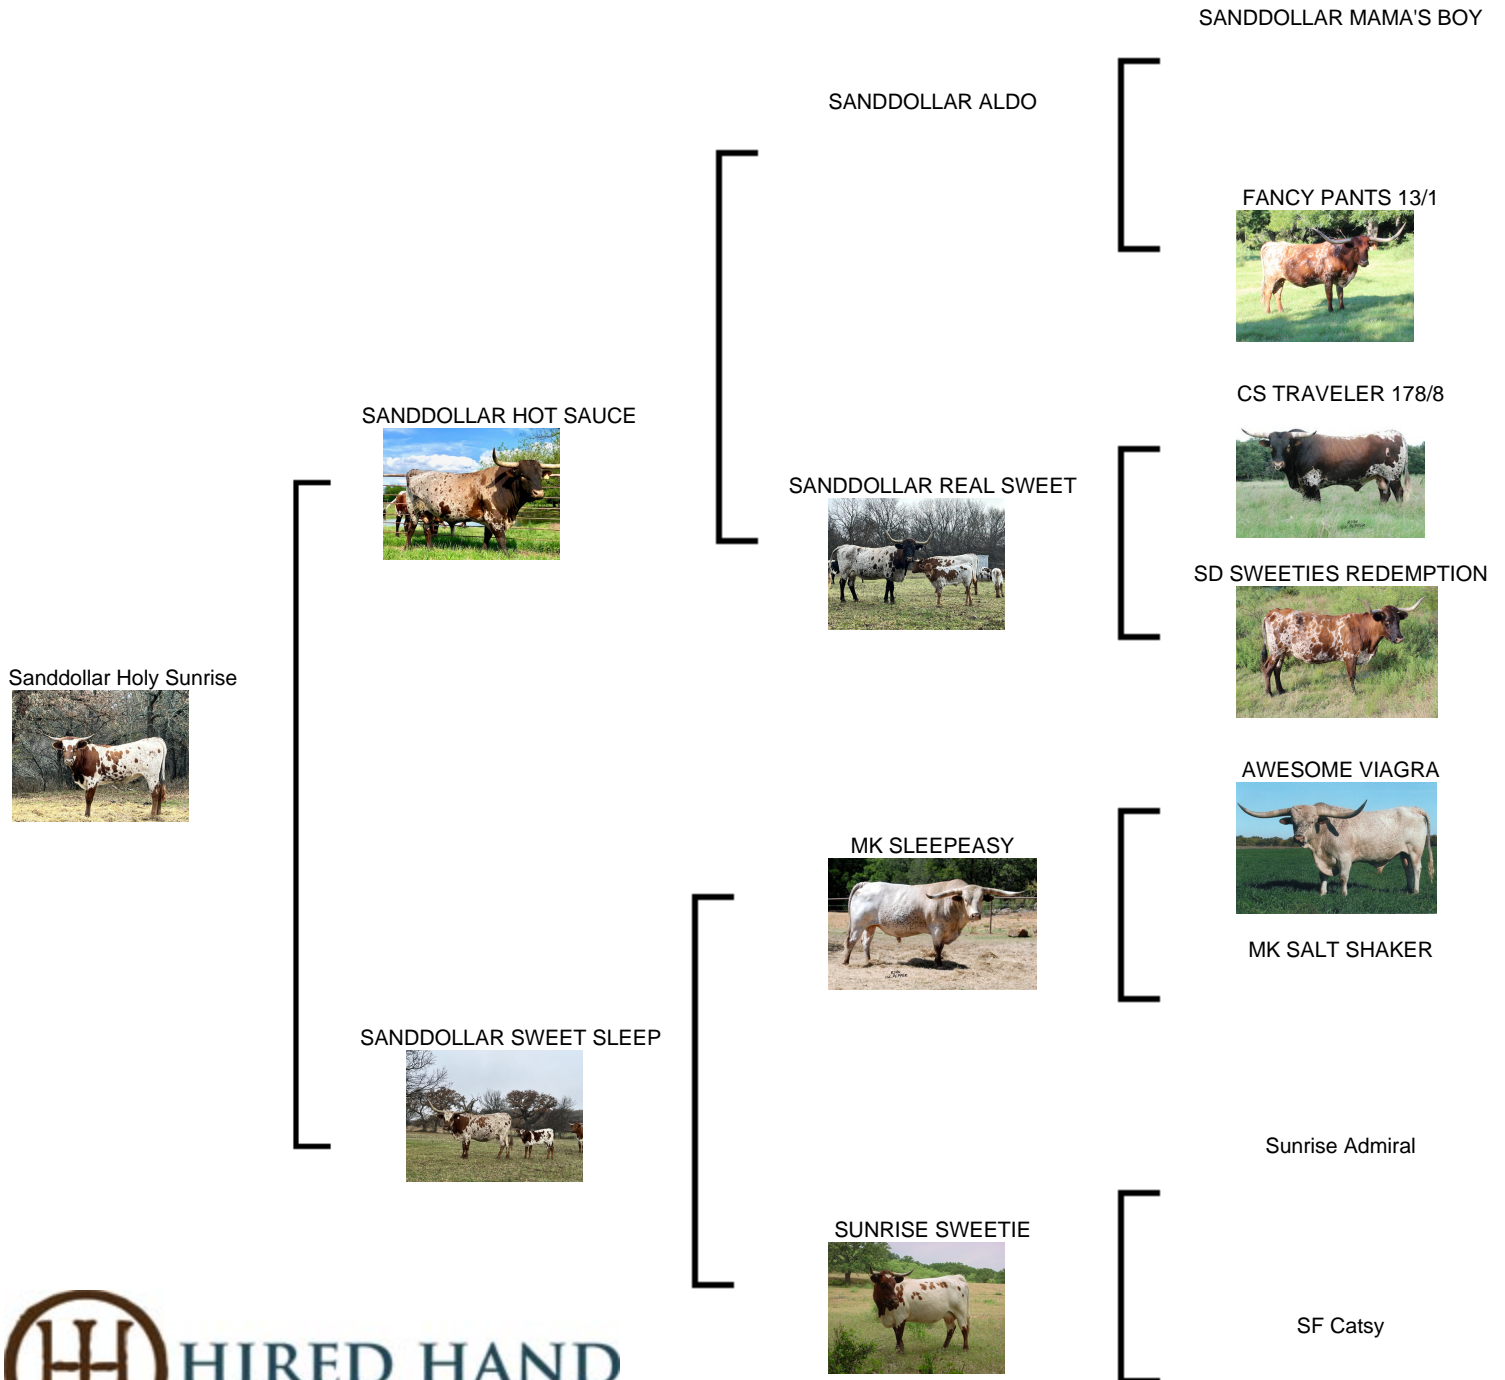 SANDDOLLAR MAMA'S BOY
SANDDOLLAR ALDO
FANCY PANTS 13/1
CS TRAVELER 178/8
SANDDOLLAR HOT SAUCE
SANDDOLLAR REAL SWEET
SD SWEETIES REDEMPTION
Sanddollar Holy Sunrise
AWESOME VIAGRA
MK SLEEPEASY
MK SALT SHAKER
SANDDOLLAR SWEET SLEEP
Sunrise Admiral
SUNRISE SWEETIE
SF Catsy
HIRED HAND